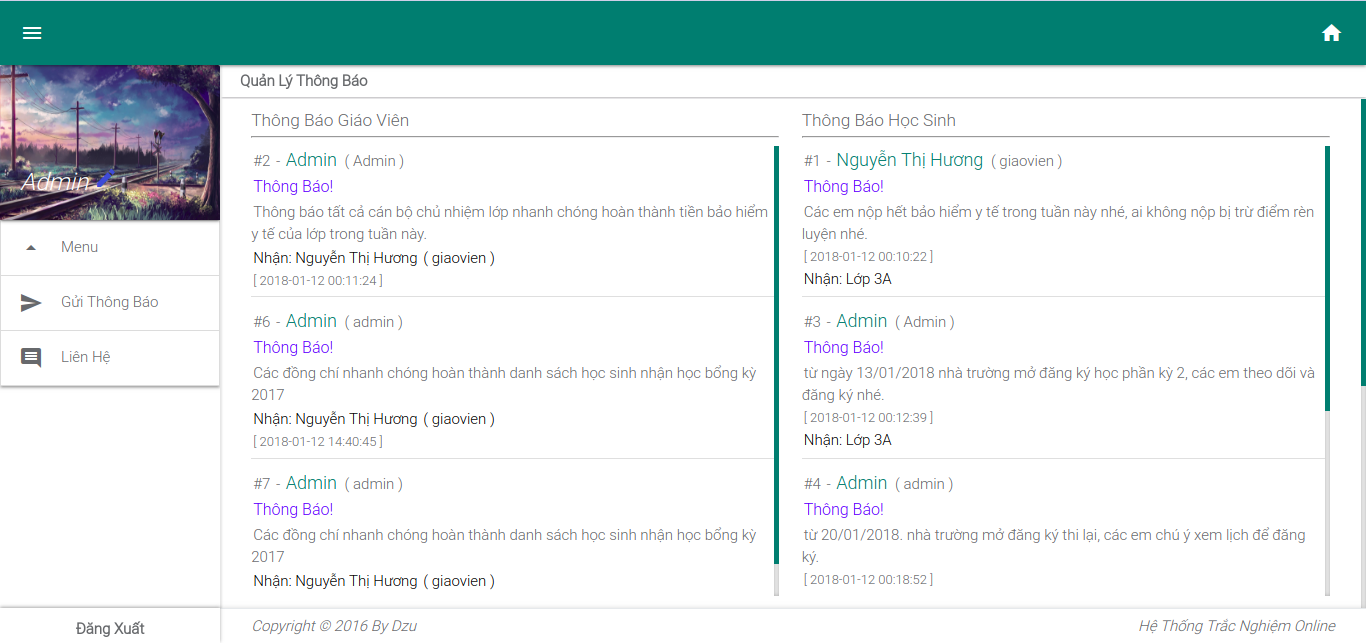 Quản Lý Thông Báo
Admin
Menu
Gửi Thông Báo
Liên Hệ
Đăng Xuất
Thông Báo Giáo Viên
#2 - Admin ( Admin )
Thông Báo!
Thông báo tất cả cán bộ chủ nhiệm lớp nhanh chóng hoàn thành tiền bảo hiểm
y tế của lớp trong tuần này.
Nhận: Nguyễn Thị Hương ( giaovien )
[ 2018-01-12 00:11:24 ]
#6 - Admin ( admin )
Thông Báo!
Các đồng chí nhanh chóng hoàn thành danh sách học sinh nhận học bổng kỳ
2017
Nhận: Nguyễn Thị Hương ( giaovien )
[ 2018-01-12 14:40:45 ]
#7 - Admin ( admin )
Thông Báo!
Các đồng chí nhanh chóng hoàn thành danh sách học sinh nhận học bổng kỳ
2017
Nhận: Nguyễn Thị Hương ( giaovien )
Thông Báo Học Sinh
#1 - Nguyễn Thị Hương ( giaovien )
Thông Báo!
Các em nộp hết bảo hiểm y tế trong tuần này nhé, ai không nộp bị trừ điểm rèn
luyện nhé.
[ 2018-01-12 00:10:22 ]
Nhận: Lớp 3A
#3 - Admin ( Admin )
Thông Báo!
từ ngày 13/01/2018 nhà trường mở đăng ký học phần kỳ 2, các em theo dõi và
đăng ký nhé.
[ 2018-01-12 00:12:39 ]
Nhận: Lớp 3A
#4 - Admin ( admin )
Thông Báo!
từ 20/01/2018. nhà trường mở đăng ký thi lại, các em chú ý xem lịch để đăng
ký.
[ 2018-01-12 00:18:52 ]
Copyright © 2016 By Dzu
Hệ Thống Trắc Nghiệm Online